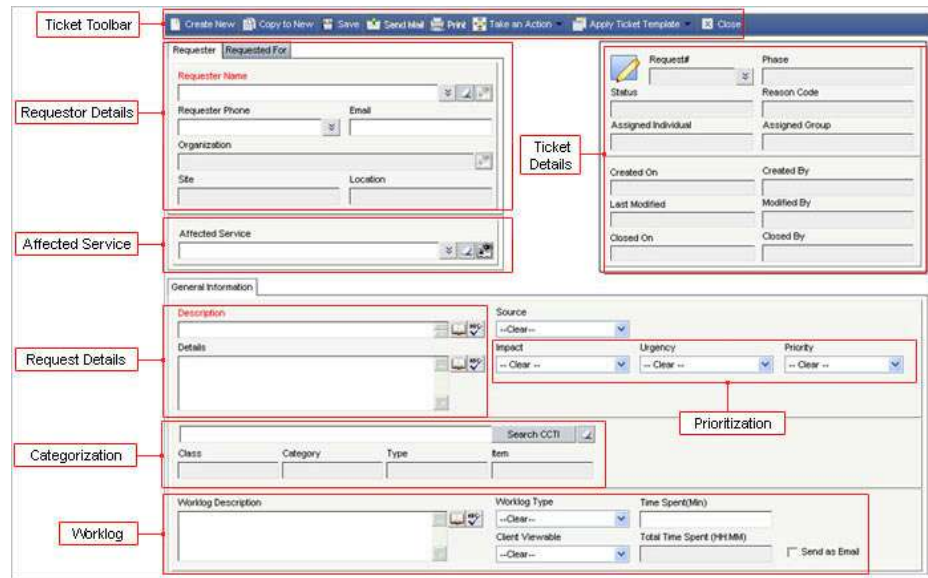 Ticket Toolbar
Create New Copy to New Save Send Mail Print Take an Action Apply Ticket Template Close
Requester Requested For
Requester Name
Requestor Details
Requester Phone Email
Organization
Site Location
Request# Phase
Status Reason Code
Assigned Individual Assigned Group
Ticket Details
Created On Created By
Last Modified Modified By
Closed On Closed By
Affected Service
Affected Service
General Information
Description Source
--Clear--
Request Details
Details Impact Urgency Priority
-- Clear -- -- Clear -- -- Clear --
Prioritization
Search CCTI
Categorization
Class Category Type Item
Worklog Description Worklog Type Time Spent(Min)
--Clear--
Worklog
Client Viewable Total Time Spent (HH:MM)
--Clear-- Send as Email